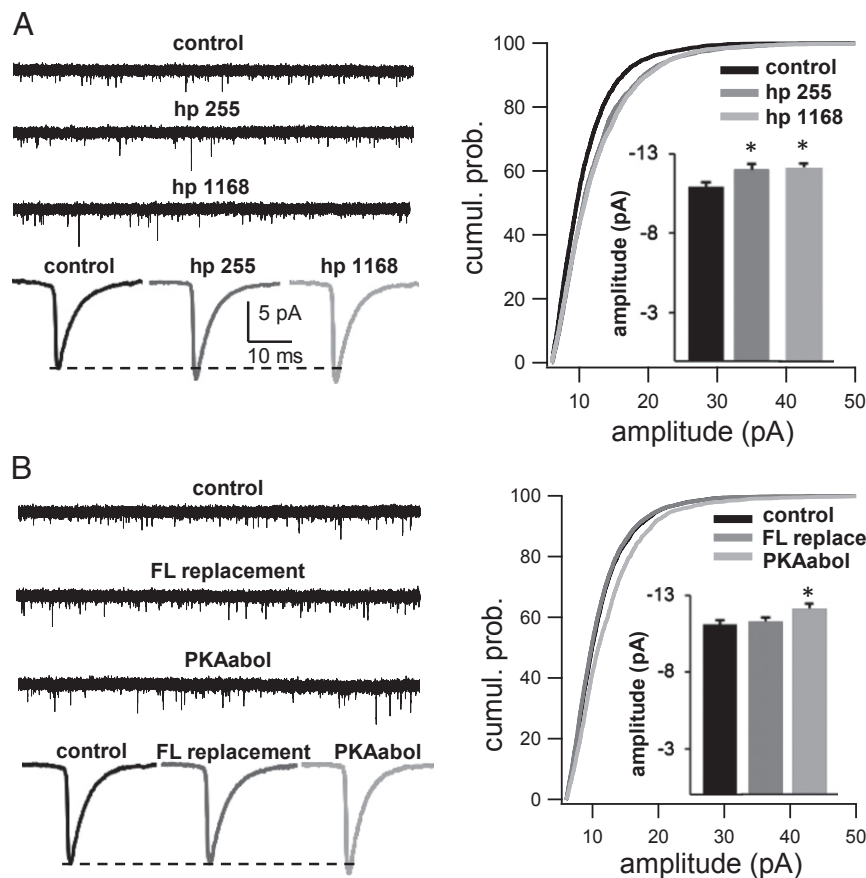 A
control
hp 255
hp 1168
control hp 255 hp 1168
5 pA
10 ms
100
80
60
40
20
0
cumul. prob.
10 20 30 40 50
amplitude (pA)
control
hp 255
hp 1168
* *
-13
-8
-3
amplitude (pA)
B
control
FL replacement
PKAabol
control FL replacement PKAabol
100
80
60
40
20
0
cumul. prob.
10 20 30 40 50
amplitude (pA)
control
FL replace
PKAabol
*
-13
-8
-3
amplitude (pA)